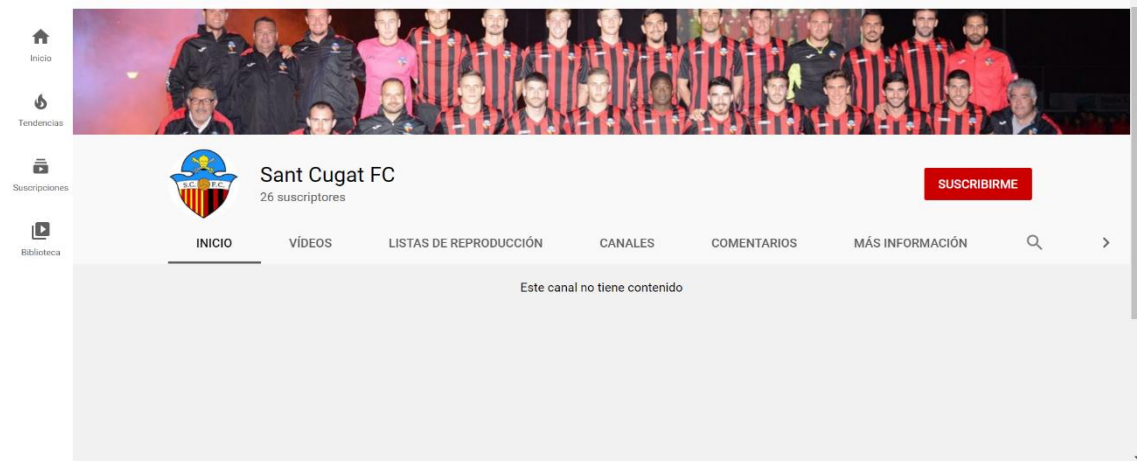 Inicio
Tendencias
Suscripciones
Biblioteca
S.C. F.C.
Sant Cugat FC
26 suscriptores
SUSCRIBIRME
INICIO VÍDEOS LISTAS DE REPRODUCCIÓN CANALES COMENTARIOS MÁS INFORMACIÓN
Este canal no tiene contenido